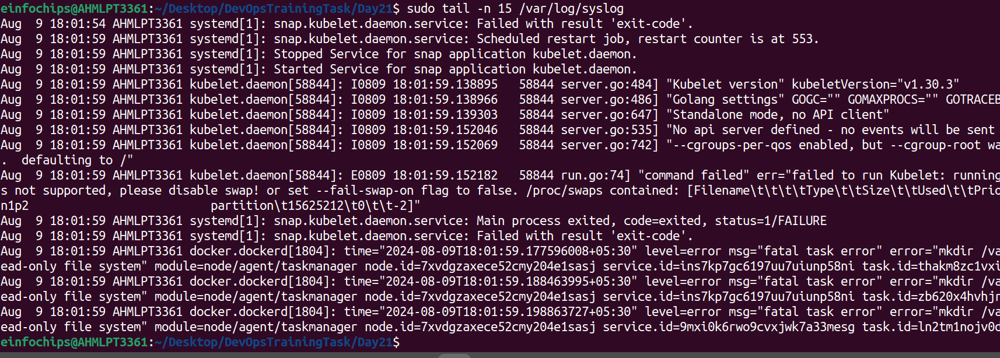 einfochips@AHMLPT3361:~/Desktop/DevOpsTrainingTask/Day21$ sudo tail -n 15 /var/log/syslog
Aug  9 18:01:54 AHMLPT3361 systemd[1]: snap.kubelet.daemon.service: Failed with result 'exit-code'.
Aug  9 18:01:59 AHMLPT3361 systemd[1]: snap.kubelet.daemon.service: Scheduled restart job, restart counter is at 553.
Aug  9 18:01:59 AHMLPT3361 systemd[1]: Stopped Service for snap application kubelet.daemon.
Aug  9 18:01:59 AHMLPT3361 systemd[1]: Started Service for snap application kubelet.daemon.
Aug  9 18:01:59 AHMLPT3361 kubelet.daemon[58844]: I0809 18:01:59.138895   58844 server.go:484] "Kubelet version" kubeletVersion="v1.30.3"
Aug  9 18:01:59 AHMLPT3361 kubelet.daemon[58844]: I0809 18:01:59.138966   58844 server.go:486] "Golang settings" GOGC="" GOMAXPROCS="" GOTRACEB
Aug  9 18:01:59 AHMLPT3361 kubelet.daemon[58844]: I0809 18:01:59.139303   58844 server.go:647] "Standalone mode, no API client"
Aug  9 18:01:59 AHMLPT3361 kubelet.daemon[58844]: I0809 18:01:59.152046   58844 server.go:535] "No api server defined - no events will be sent
Aug  9 18:01:59 AHMLPT3361 kubelet.daemon[58844]: I0809 18:01:59.152069   58844 server.go:742] "--cgroups-per-qos enabled, but --cgroup-root wa
.  defaulting to /"
Aug  9 18:01:59 AHMLPT3361 kubelet.daemon[58844]: E0809 18:01:59.152182   58844 run.go:74] "command failed" err="failed to run Kubelet: running
s not supported, please disable swap! or set --fail-swap-on flag to false. /proc/swaps contained: [Filename\t\t\t\tType\t\tSize\t\tUsed\t\tPrio
n1p2                          partition\t15625212\t0\t\t-2]"
Aug  9 18:01:59 AHMLPT3361 systemd[1]: snap.kubelet.daemon.service: Main process exited, code=exited, status=1/FAILURE
Aug  9 18:01:59 AHMLPT3361 systemd[1]: snap.kubelet.daemon.service: Failed with result 'exit-code'.
Aug  9 18:01:59 AHMLPT3361 docker.dockerd[1804]: time="2024-08-09T18:01:59.177596008+05:30" level=error msg="fatal task error" error="mkdir /va
ead-only file system" module=node/agent/taskmanager node.id=7xvdgzaxece52cmy204e1sasj service.id=ins7kp7gc6197uu7uiunp58ni task.id=thakm8zc1vxi
Aug  9 18:01:59 AHMLPT3361 docker.dockerd[1804]: time="2024-08-09T18:01:59.188463995+05:30" level=error msg="fatal task error" error="mkdir /va
ead-only file system" module=node/agent/taskmanager node.id=7xvdgzaxece52cmy204e1sasj service.id=ins7kp7gc6197uu7uiunp58ni task.id=zb620x4hvhjr
Aug  9 18:01:59 AHMLPT3361 docker.dockerd[1804]: time="2024-08-09T18:01:59.198863727+05:30" level=error msg="fatal task error" error="mkdir /va
ead-only file system" module=node/agent/taskmanager node.id=7xvdgzaxece52cmy204e1sasj service.id=9mxi0k6rwo9cvxjwk7a33mesg task.id=ln2tm1nojv0d
einfochips@AHMLPT3361:~/Desktop/DevOpsTrainingTask/Day21$